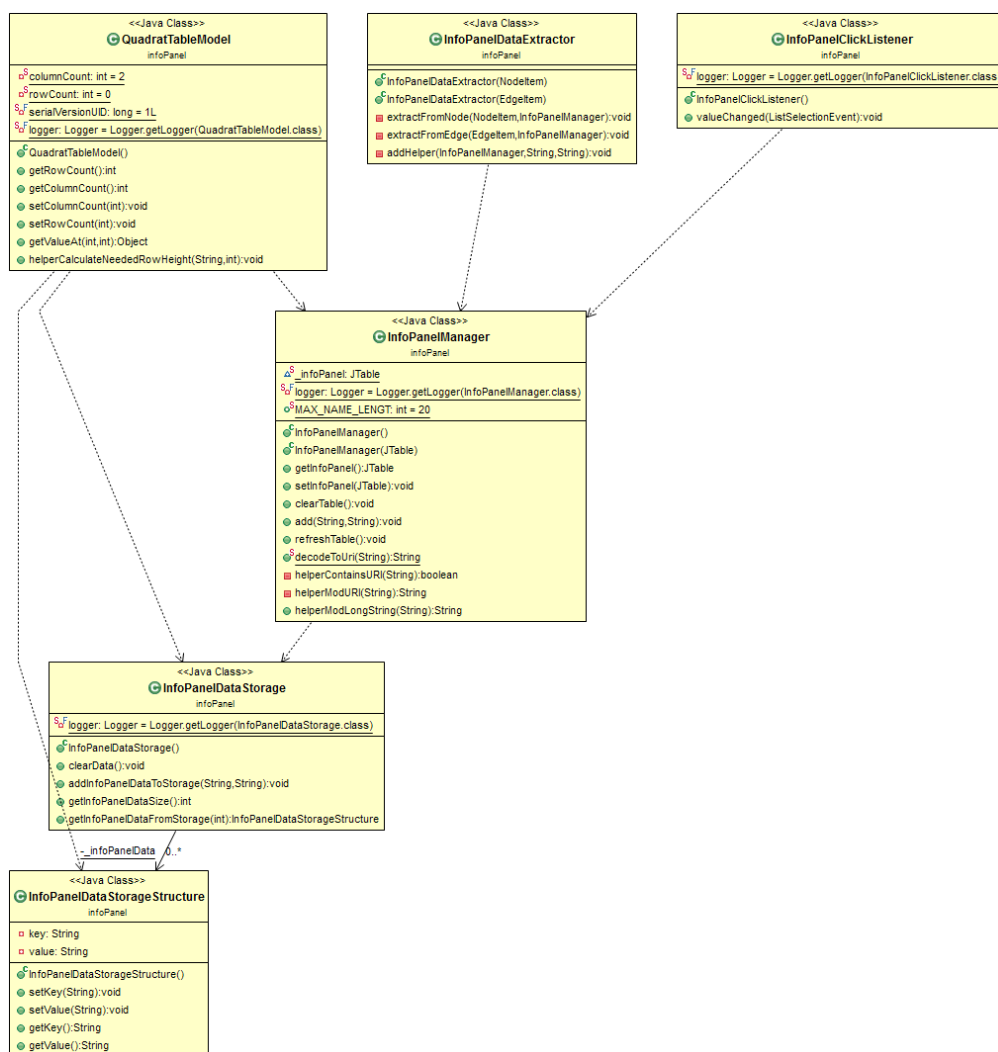 <<Java Class>>
QuadratTableModel
infoPanel
columnCount: int = 2
rowCount: int = 0
serialVersionUID: long = 1L
logger: Logger = Logger.getLogger(QuadratTableModel.class)
QuadratTableModel()
getRowCount():int
getColumnCount():int
setColumnCount(int):void
setRowCount(int):void
getValueAt(int,int):Object
helperCalculateNeededRowHeight(String,int):void
<<Java Class>>
InfoPanelDataExtractor
infoPanel
InfoPanelDataExtractor(NodeItem)
InfoPanelDataExtractor(EdgeItem)
extractFromNode(NodeItem,InfoPanelManager):void
extractFromEdge(EdgeItem,InfoPanelManager):void
addHelper(InfoPanelManager,String,String):void
<<Java Class>>
InfoPanelClickListener
infoPanel
logger: Logger = Logger.getLogger(InfoPanelClickListener.class
InfoPanelClickListener()
valueChanged(ListSelectionEvent):void
<<Java Class>>
InfoPanelManager
infoPanel
_infoPanel: JTable
logger: Logger = Logger.getLogger(InfoPanelManager.class)
MAX_NAME_LENGT: int = 20
InfoPanelManager()
InfoPanelManager(JTable)
getInfoPanel():JTable
setInfoPanel(JTable):void
clearTable():void
add(String,String):void
refreshTable():void
decodeToUri(String):String
helperContainsURI(String):boolean
helperModURI(String):String
helperModLongString(String):String
<<Java Class>>
InfoPanelDataStorage
infoPanel
logger: Logger = Logger.getLogger(InfoPanelDataStorage.class)
InfoPanelDataStorage()
clearData():void
addInfoPanelDataToStorage(String,String):void
getInfoPanelDataSize():int
getInfoPanelDataFromStorage(int):InfoPanelDataStorageStructure
-_infoPanelData 0..*
<<Java Class>>
InfoPanelDataStorageStructure
infoPanel
key: String
value: String
InfoPanelDataStorageStructure()
setKey(String):void
setValue(String):void
getKey():String
getValue():String